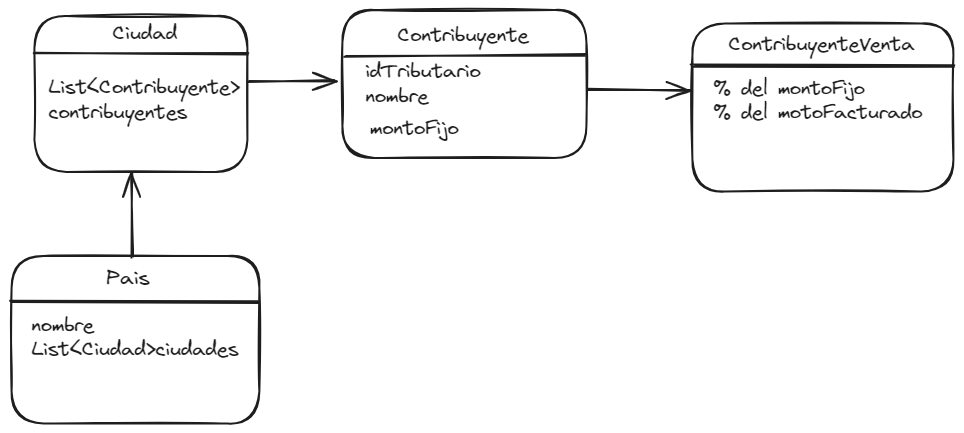 Ciudad
List<Contribuyente>
contribuyentes
Contribuyente
idTributario
nombre
montoFijo
ContribuyenteVenta
% del montoFijo
% del motoFacturado
Pais
nombre
List<Ciudad>ciudades